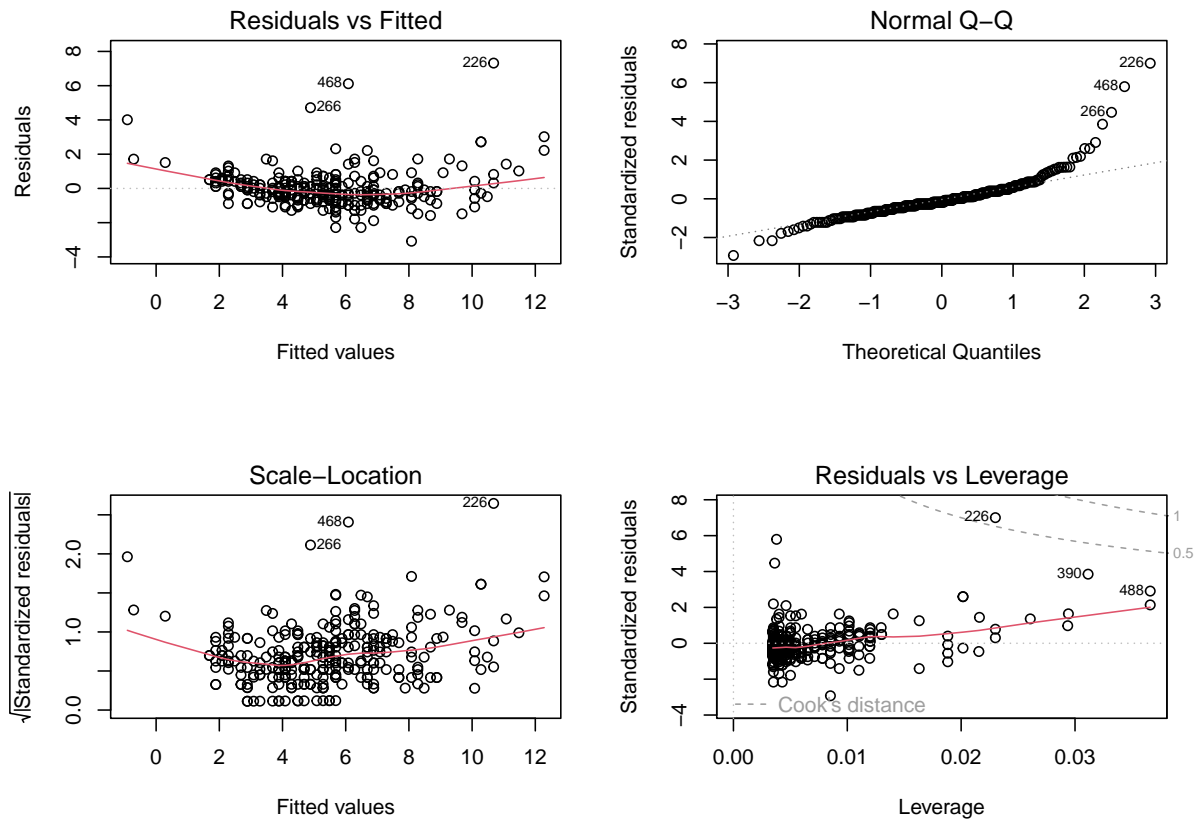 Residuals vs Fitted
Residuals
8
6
4
2
0
−4
226
468
266
0 2 4 6 8 10 12
Fitted values
Normal Q−Q
Standardized residuals
8
6
4
2
0
−2
226
468
266
−3 −2 −1 0 1 2 3
Theoretical Quantiles
Scale−Location
√|Standardized residuals|
2.0
1.0
0.0
226
468
266
0 2 4 6 8 10 12
Fitted values
Residuals vs Leverage
Standardized residuals
8
6
4
2
0
−4
226
390
488
1
0.5
Cook's distance
0.00 0.01 0.02 0.03
Leverage